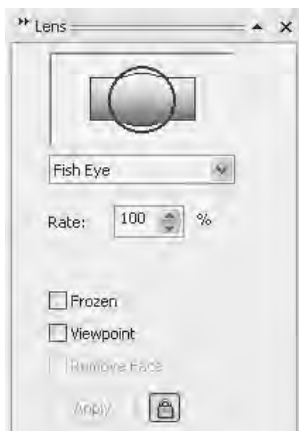 Lens
Fish Eye
Rate: 100 %
Frozen
Viewpoint
Remove Face
Apply